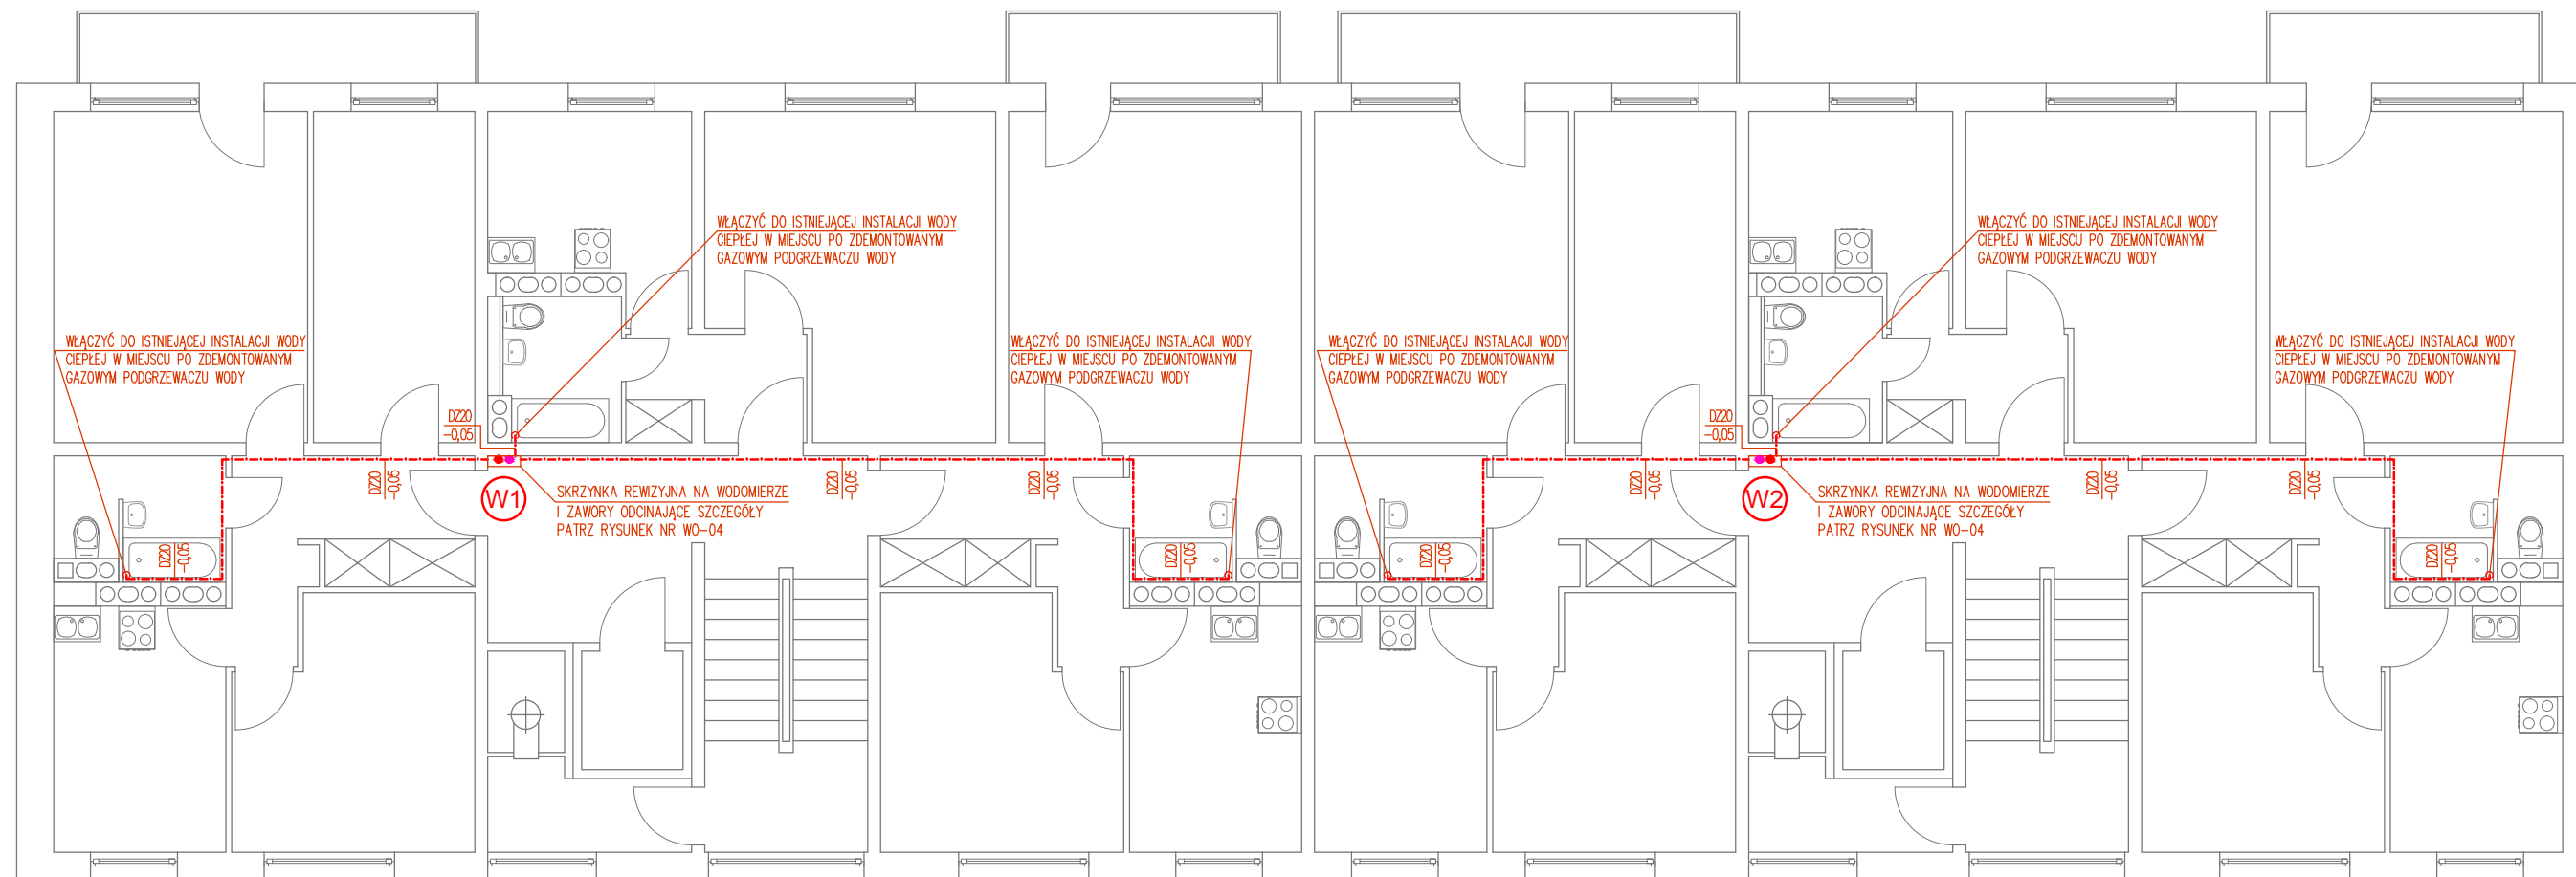 WŁĄCZYĆ DO ISTNIEJĄCEJ INSTALACJI WODY
CIEPŁEJ W MIEJSCU PO ZDEMONTOWANYM
GAZOWYM PODGRZEWACZU WODY
WŁĄCZYĆ DO ISTNIEJĄCEJ INSTALACJI WODY
CIEPŁEJ W MIEJSCU PO ZDEMONTOWANYM
GAZOWYM PODGRZEWACZU WODY
WŁĄCZYĆ DO ISTNIEJĄCEJ INSTALACJI WODY
CIEPŁEJ W MIEJSCU PO ZDEMONTOWANYM
GAZOWYM PODGRZEWACZU WODY
WŁĄCZYĆ DO ISTNIEJĄCEJ INSTALACJI WODY
CIEPŁEJ W MIEJSCU PO ZDEMONTOWANYM
GAZOWYM PODGRZEWACZU WODY
WŁĄCZYĆ DO ISTNIEJĄCEJ INSTALACJI WODY
CIEPŁEJ W MIEJSCU PO ZDEMONTOWANYM
GAZOWYM PODGRZEWACZU WODY
WŁĄCZYĆ DO ISTNIEJĄCEJ INSTALACJI WODY
CIEPŁEJ W MIEJSCU PO ZDEMONTOWANYM
GAZOWYM PODGRZEWACZU WODY
DZ20
-0,05
DZ20
-0,05
DZ20
-0,05
W1
SKRZYNKA REWIZYJNA NA WODOMIERZE
I ZAWORY ODCINAJĄCE SZCZEGÓŁY
PATRZ RYSUNEK NR WO-04
DZ20
-0,05
DZ20
-0,05
DZ20
-0,05
W2
SKRZYNKA REWIZYJNA NA WODOMIERZE
I ZAWORY ODCINAJĄCE SZCZEGÓŁY
PATRZ RYSUNEK NR WO-04
DZ20
-0,05
DZ20
-0,05
DZ20
-0,05
DZ20
-0,05
DZ20
-0,05
DZ20
-0,05